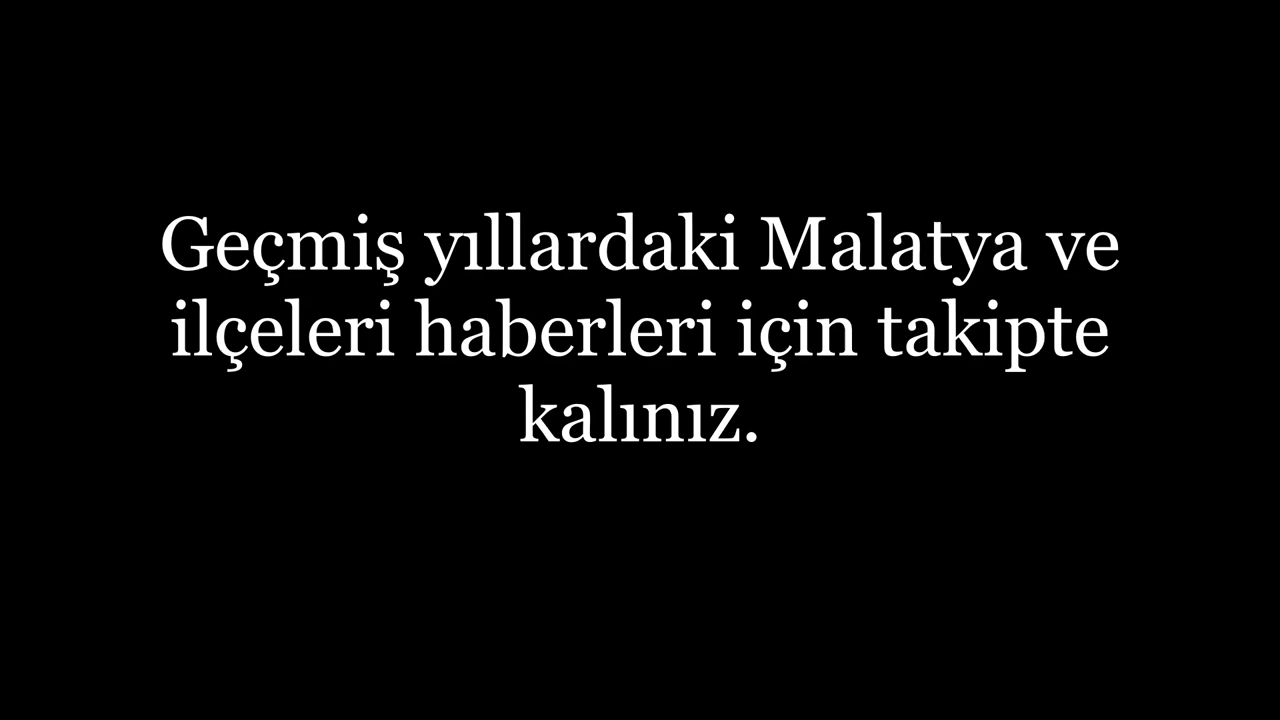 Geçmiş yıllardaki Malatya ve
ilçeleri haberleri için takipte
kalınız.